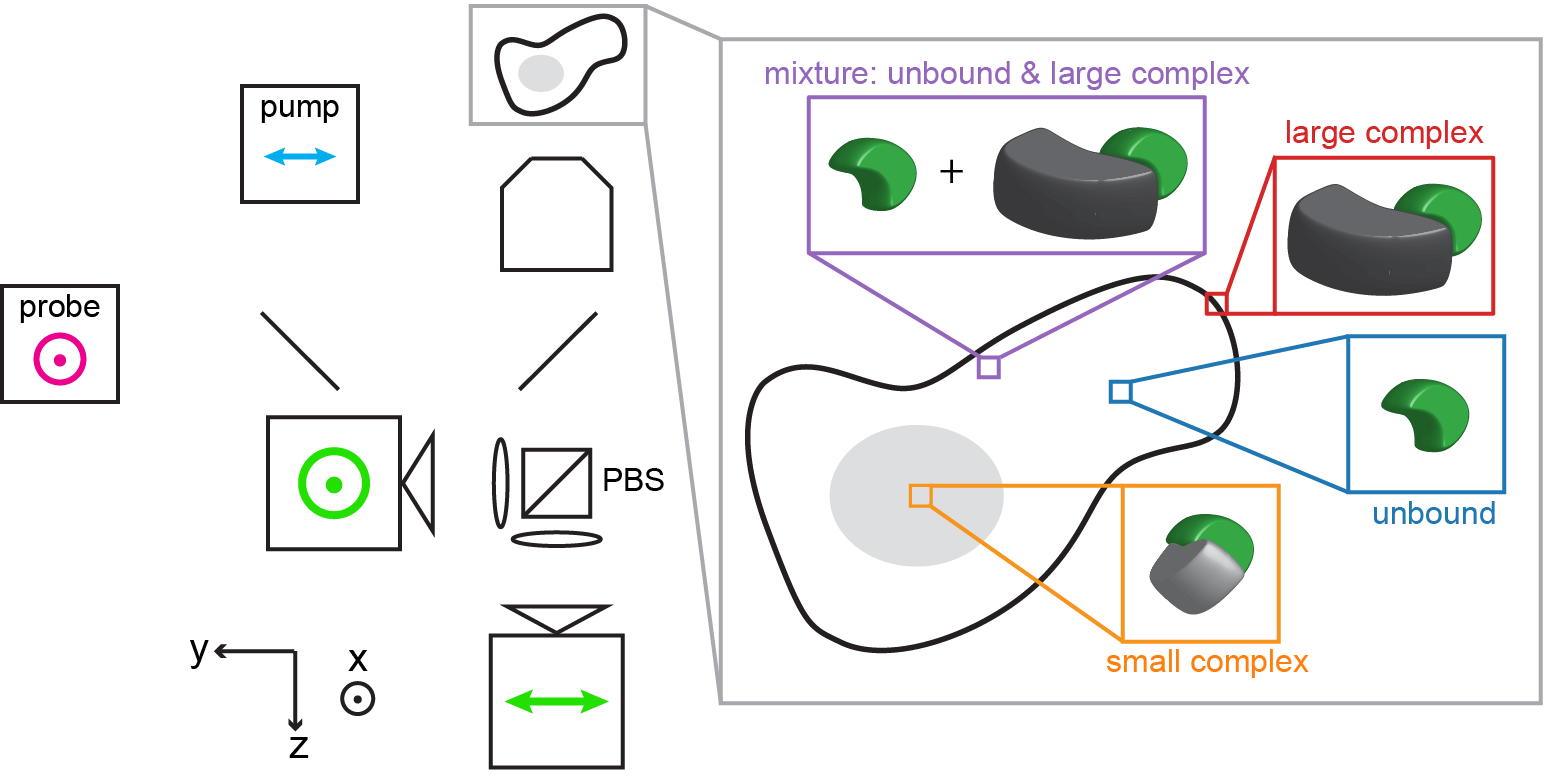 pump
probe
PBS
y
x
z
mixture: unbound & large complex
+
large complex
unbound
small complex